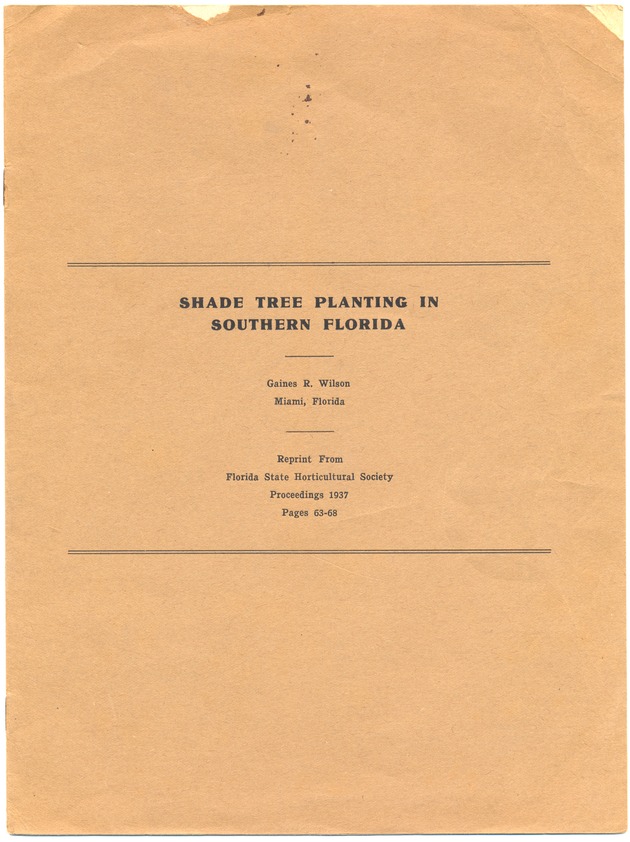 SHADE TREE PLANTING IN
SOUTHERN FLORIDA
Gaines R. Wilson
Miami, Florida
Reprint From
Florida State Horticultural Society
Proceedings 1937
Pages 63-68